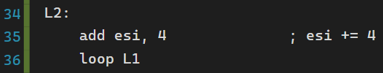 34 L2:
35 add esi, 4 ; esi += 4
36 loop L1